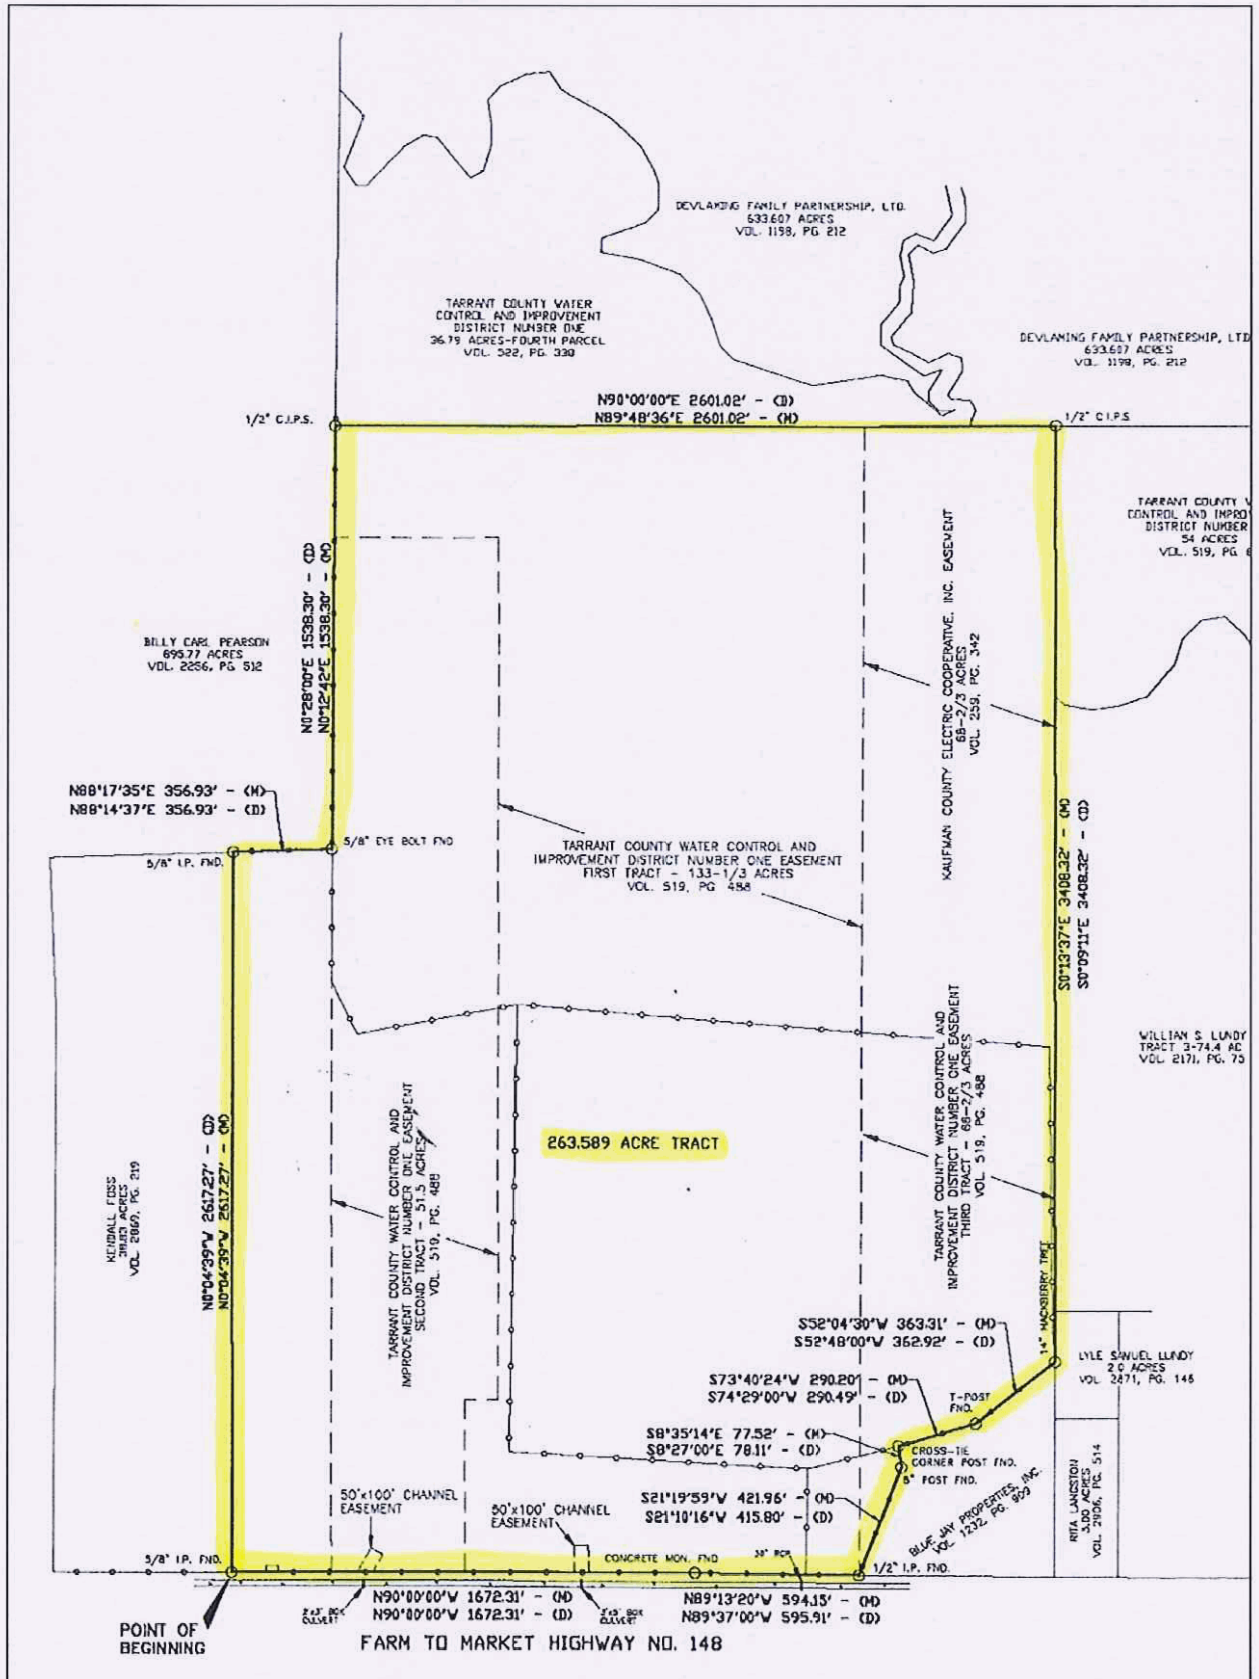 DEVLAMING FAMILY PARTNERSHIP, LTD.
633.607 ACRES
VOL. 1198, PG. 212
TARRANT COUNTY WATER
CONTROL AND IMPROVEMENT
DISTRICT NUMBER ONE
36.79 ACRES-FOURTH PARCEL
VOL. 522, PG. 338
DEVLAMING FAMILY PARTNERSHIP, LTD
633.607 ACRES
VOL. 1198, PG. 212
N90°00'00"E 2601.02' - (D)
N89°48'36"E 2601.02' - (M)
1/2" C.I.P.S.
1/2" C.I.P.S.
TARRANT COUNTY W
CONTROL AND IMPRO
DISTRICT NUMBER
54 ACRES
VOL. 519, PG.
N0°28'00"E 1538.30' - (D)
N0°12'42"E 1538.30' - (M)
BILLY CARL PEARSON
895.77 ACRES
VOL. 2256, PG 512
KAUFMAN COUNTY ELECTRIC COOPERATIVE, INC. EASEMENT
68-2/3 ACRES
VOL. 259, PG. 342
N88°17'35"E 356.93' - (M)
N88°14'37"E 356.93' - (D)
5/8" I.P. FND.
5/8" EYE BOLT FND
TARRANT COUNTY WATER CONTROL AND
IMPROVEMENT DISTRICT NUMBER ONE EASEMENT
FIRST TRACT - 133-1/3 ACRES
VOL. 519, PG 488
S0°13'37"E 3408.32' - (M)
S0°09'11"E 3408.32' - (D)
WILLIAM S. LUNDY
TRACT 3-74.4 AC
VOL. 2171, PG. 75
TARRANT COUNTY WATER CONTROL AND
IMPROVEMENT DISTRICT NUMBER ONE EASEMENT
THIRD TRACT - 68-2/3 ACRES
VOL. 519, PG. 488
263.589 ACRE TRACT
TARRANT COUNTY WATER CONTROL AND
IMPROVEMENT DISTRICT NUMBER ONE EASEMENT
SECOND TRACT - 51.5 ACRES
VOL. 519, PG. 488
KENDALL FOSS
38.83 ACRES
VOL. 2869, PG. 219
N0°04'39"W 2617.27' - (D)
N0°04'39"W 2617.27' - (M)
14" HACKBERRY TREE
S52°04'30"W 363.31' - (M)
S52°48'00"W 362.92' - (D)
LYLE SAMUEL LUNDY
2.0 ACRES
VOL. 2871, PG. 146
S73°40'24"W 290.20' - (M)
S74°29'00"W 290.49' - (D)
T-POST
FND.
S8°35'14"E 77.52' - (M)
S8°27'00"E 78.11' - (D)
CROSS-TIE
CORNER POST FND.
8" POST FND.
S21°19'59"W 421.96' - (M)
S21°10'16"W 415.80' - (D)
BLUE JAY PROPERTIES, INC.
VOL. 1232, PG. 909
RITA LANGSTON
3.00 ACRES
VOL. 2936, PG. 514
50'x100' CHANNEL
EASEMENT
50'x100' CHANNEL
EASEMENT
5/8" I.P. FND.
CONCRETE MON. FND
RCP
1/2" I.P. FND.
N90°00'00"W 1672.31' - (M)
N90°00'00"W 1672.31' - (D)
BOX
CULVERT
BOX
CULVERT
N89°13'20"W 594.15' - (M)
N89°37'00"W 595.91' - (D)
POINT OF
BEGINNING
FARM TO MARKET HIGHWAY NO. 148